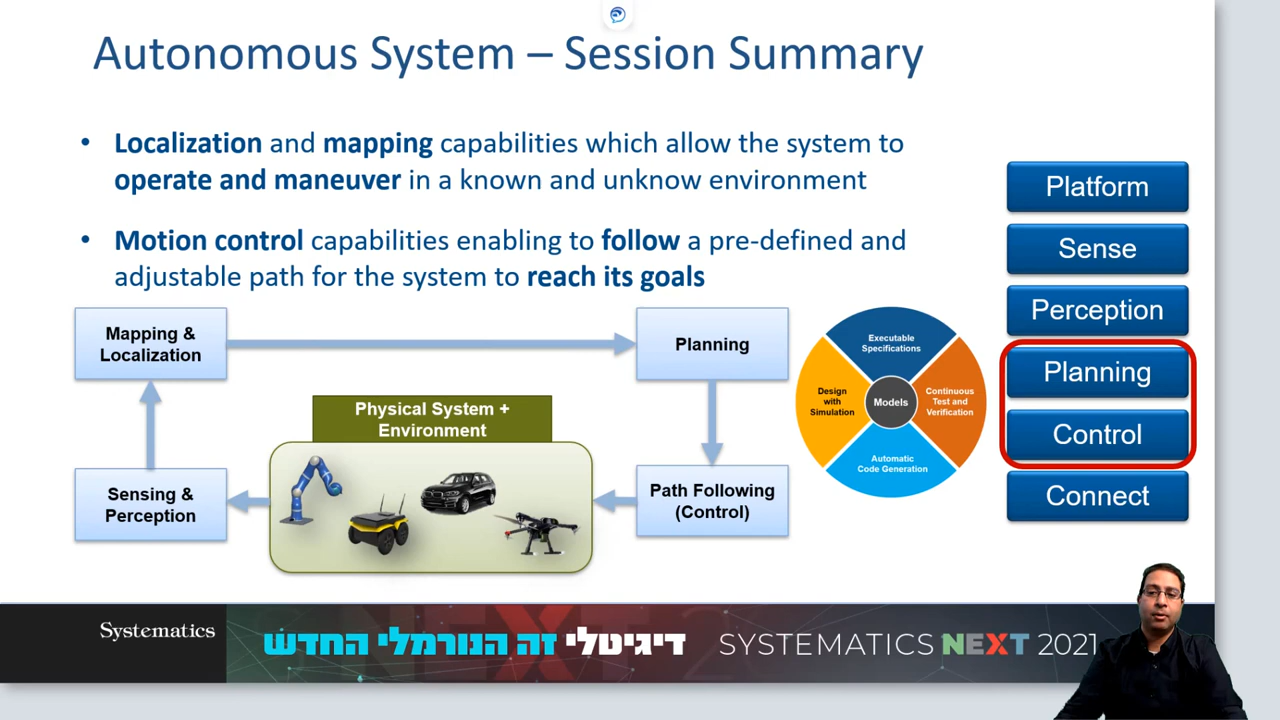 Autonomous System – Session Summary
• Localization and mapping capabilities which allow the system to
operate and maneuver in a known and unknow environment
• Motion control capabilities enabling to follow a pre-defined and
adjustable path for the system to reach its goals
Mapping &
Localization
Planning
Physical System +
Environment
Sensing &
Perception
Path Following
(Control)
Executable
Specifications
Design
with
Simulation
Models
Continuous
Test and
Verification
Automatic
Code Generation
Platform
Sense
Perception
Planning
Control
Connect
Systematics
דיגיטלי זה הנורמלי החדש
SYSTEMATICS NEXT 2021